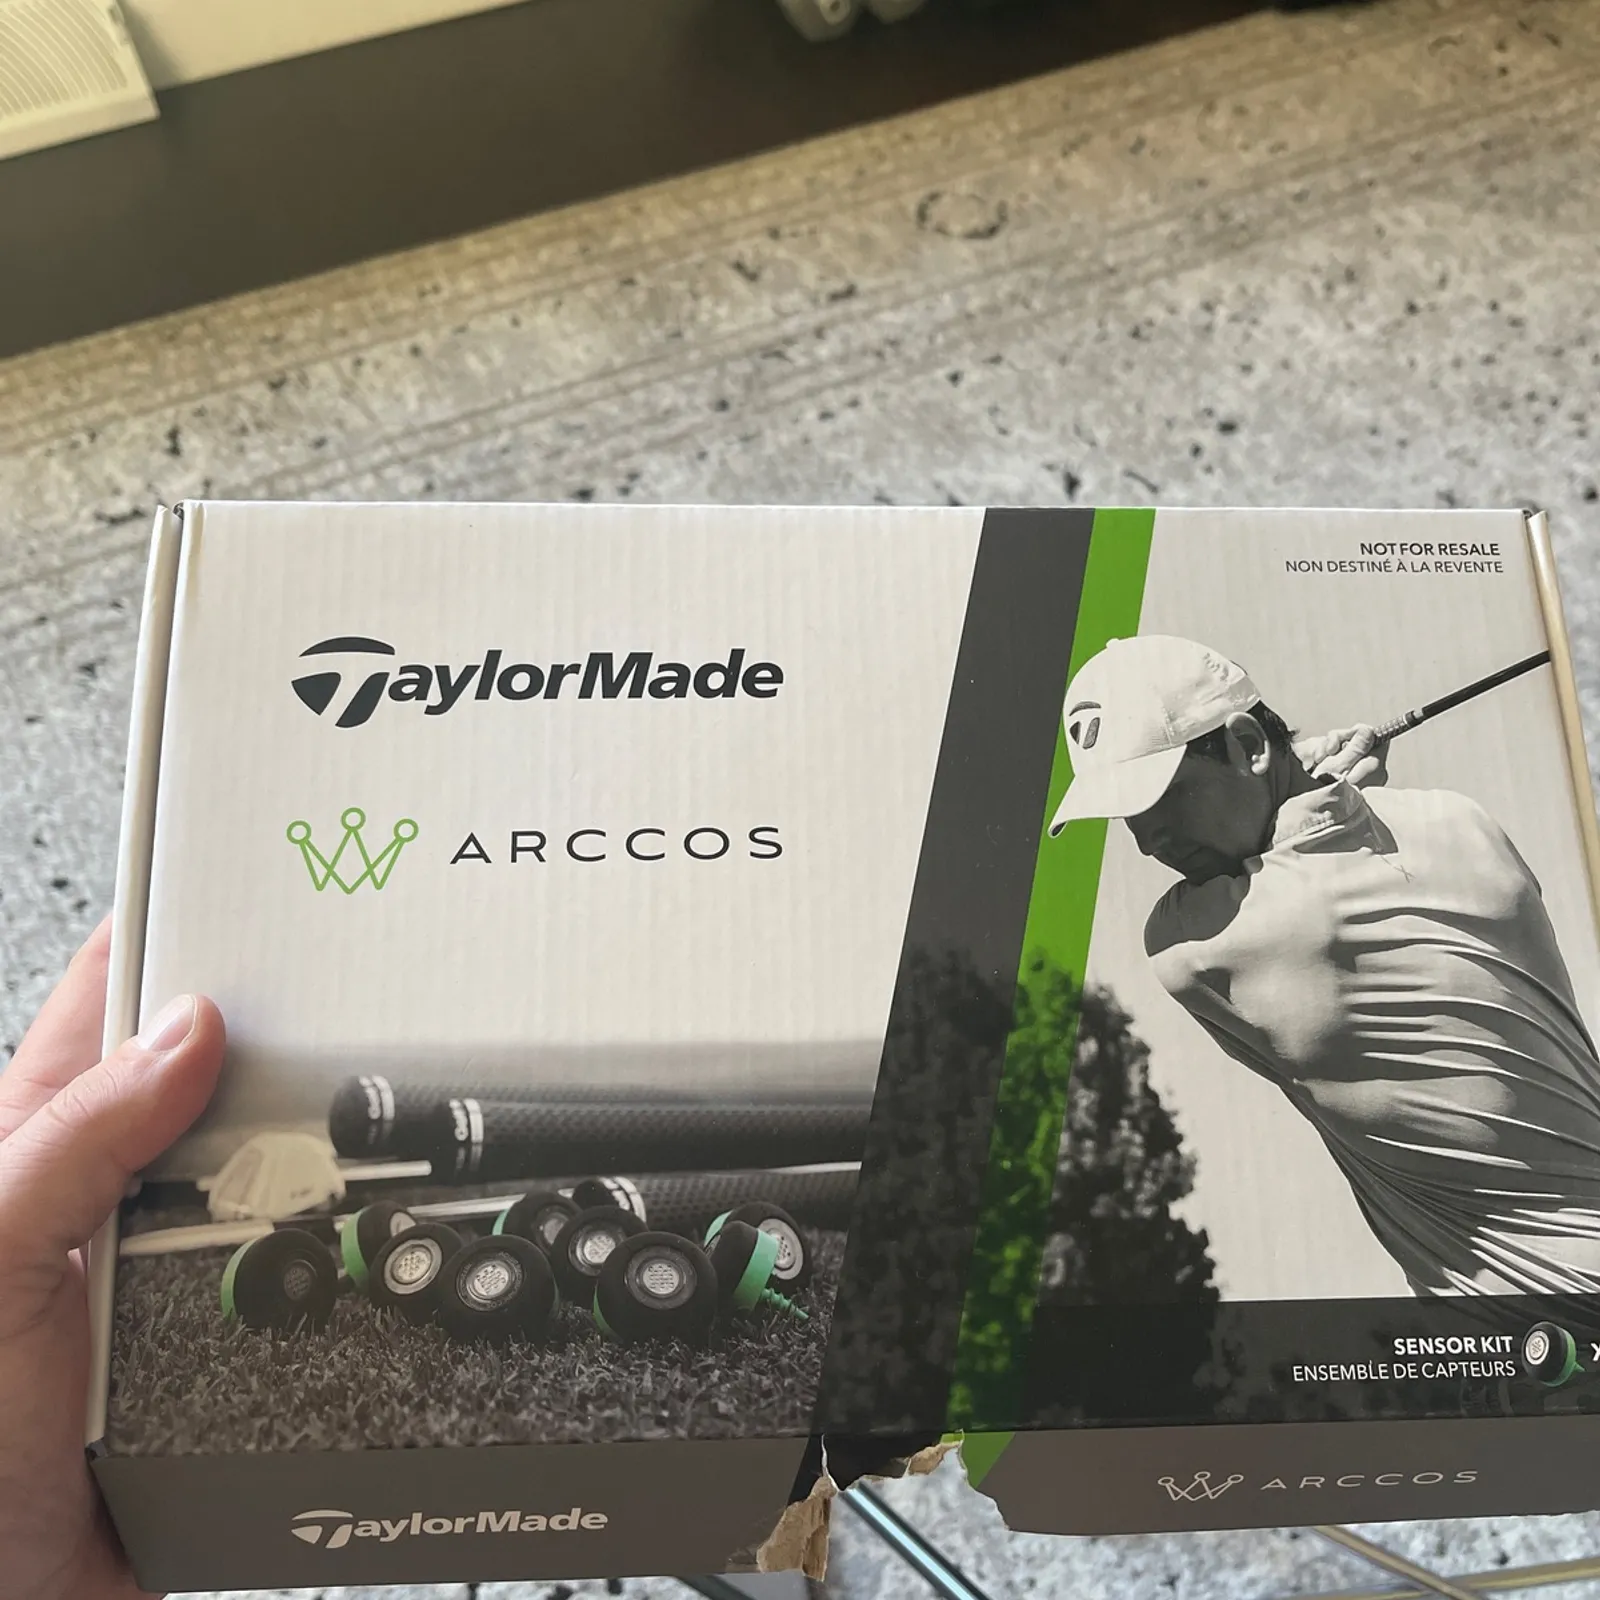 NOT FOR RESALE
NON DESTINÉ À LA REVENTE
TaylorMade
ARCCOS
SENSOR KIT
ENSEMBLE DE CAPTEURS
TaylorMade
ARCCOS